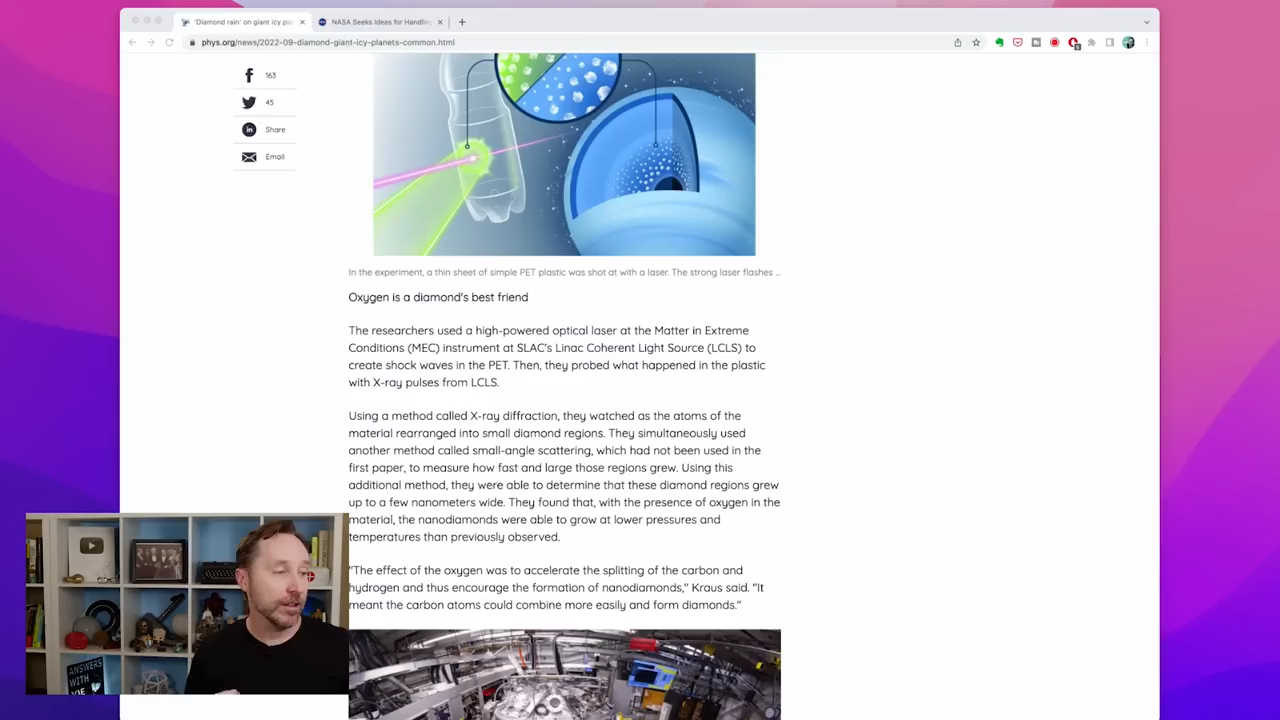 'Diamond rain' on giant icy pla
NASA Seeks Ideas for Handling
phys.org/news/2022-09-diamond-giant-icy-planets-common.html
163
45
Share
Email
In the experiment, a thin sheet of simple PET plastic was shot at with a laser. The strong laser flashes ...
Oxygen is a diamond's best friend
The researchers used a high-powered optical laser at the Matter in Extreme
Conditions (MEC) instrument at SLAC's Linac Coherent Light Source (LCLS) to
create shock waves in the PET. Then, they probed what happened in the plastic
with X-ray pulses from LCLS.
Using a method called X-ray diffraction, they watched as the atoms of the
material rearranged into small diamond regions. They simultaneously used
another method called small-angle scattering, which had not been used in the
first paper, to measure how fast and large those regions grew. Using this
additional method, they were able to determine that these diamond regions grew
up to a few nanometers wide. They found that, with the presence of oxygen in the
material, the nanodiamonds were able to grow at lower pressures and
temperatures than previously observed.
"The effect of the oxygen was to accelerate the splitting of the carbon and
hydrogen and thus encourage the formation of nanodiamonds," Kraus said. "It
meant the carbon atoms could combine more easily and form diamonds."
ANSWERS
WITH
JOE